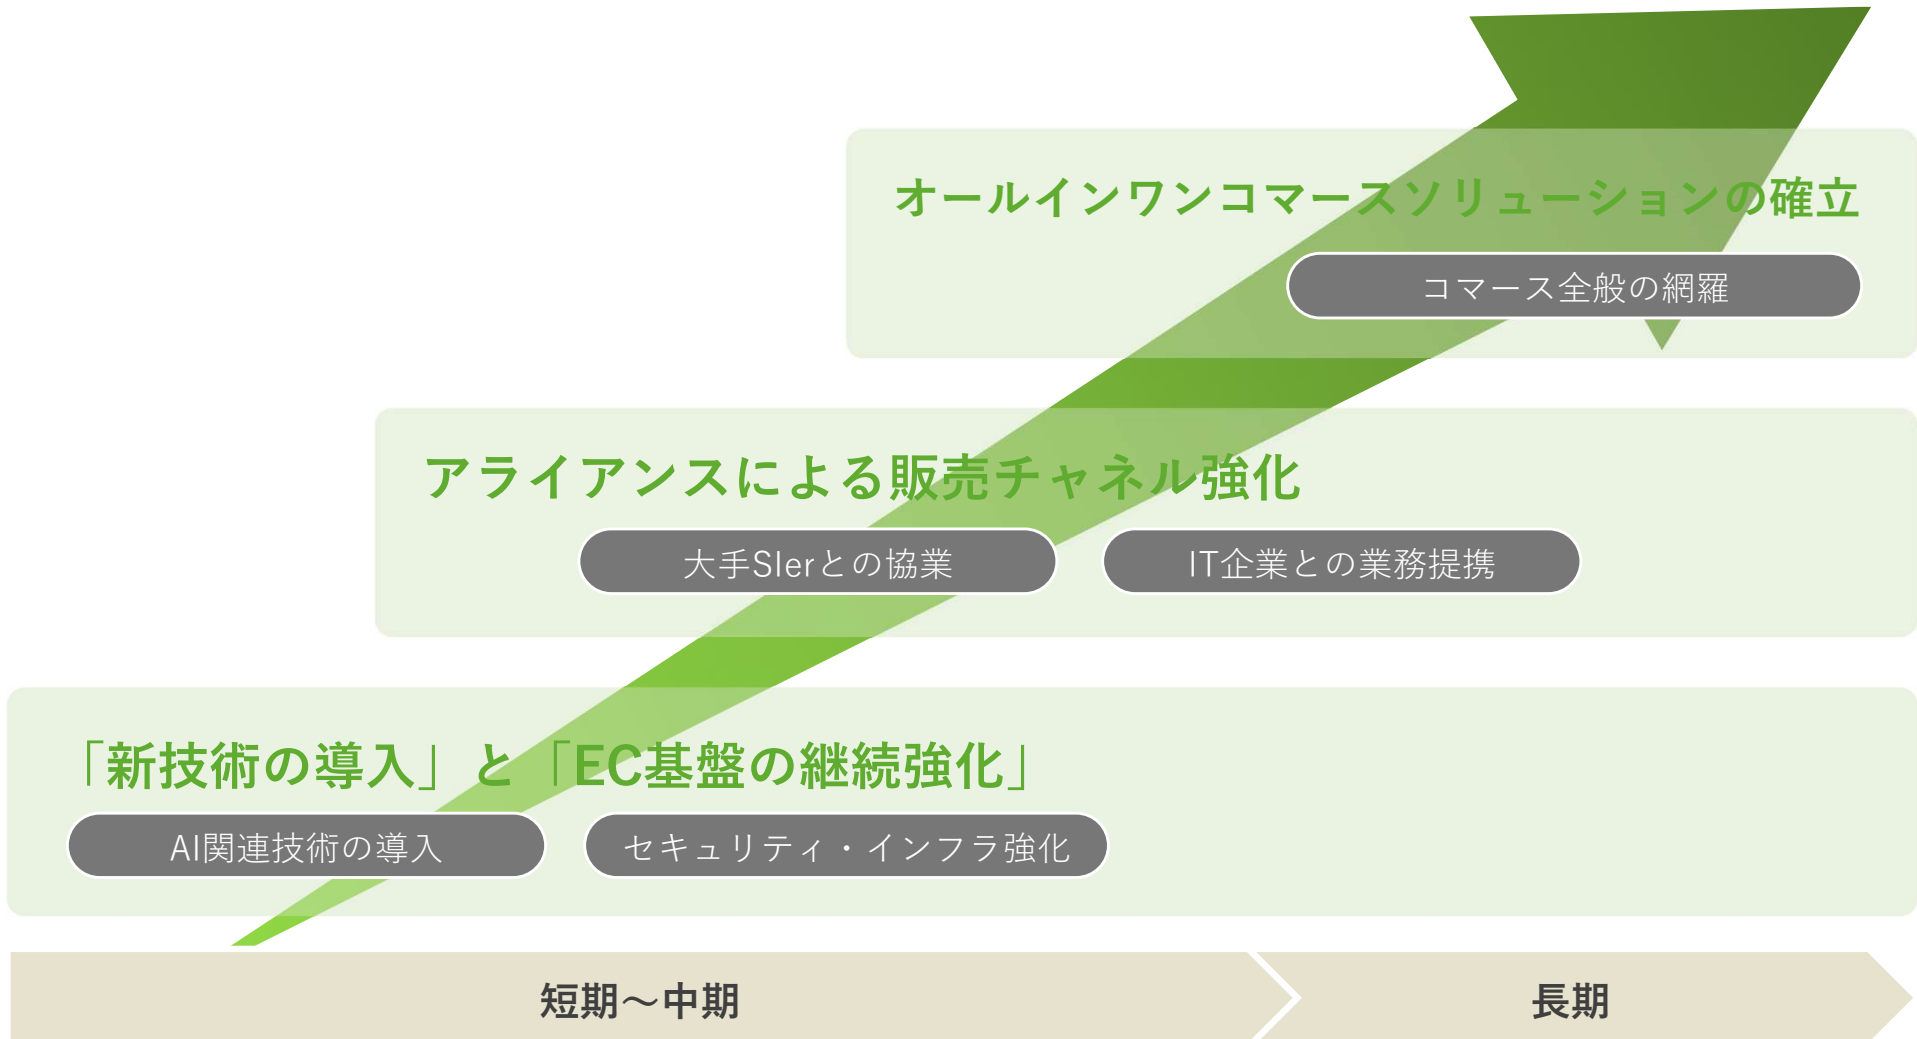 オールインワンコマースソリューションの確立
コマース全般の網羅
アライアンスによる販売チャネル強化
大手SIerとの協業
IT企業との業務提携
「新技術の導入」と「EC基盤の継続強化」
AI関連技術の導入
セキュリティ・インフラ強化
短期～中期
長期